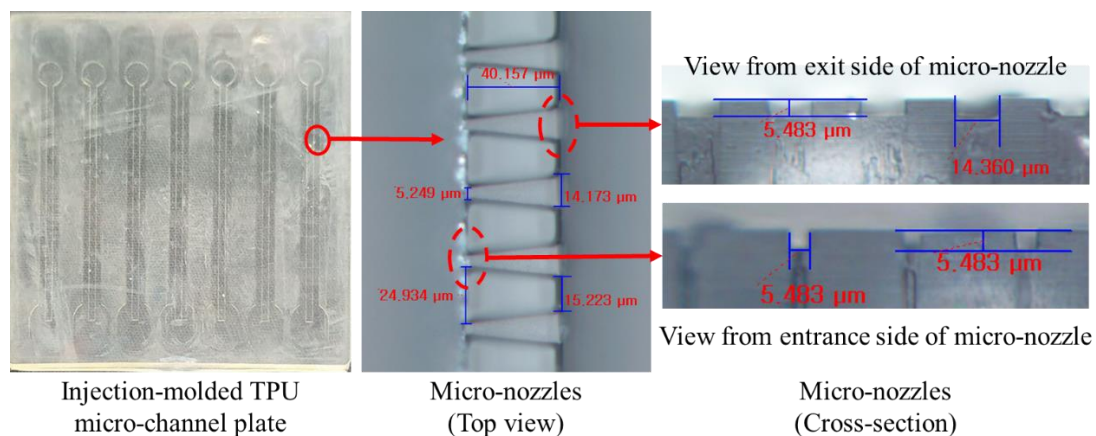 40.157 μm
5.249 μm
14.173 μm
24.934 μm
15.223 μm
View from exit side of micro-nozzle
5.483 μm
14.360 μm
5.483 μm
5.483 μm
View from entrance side of micro-nozzle
Injection-molded TPU
micro-channel plate
Micro-nozzles
(Top view)
Micro-nozzles
(Cross-section)